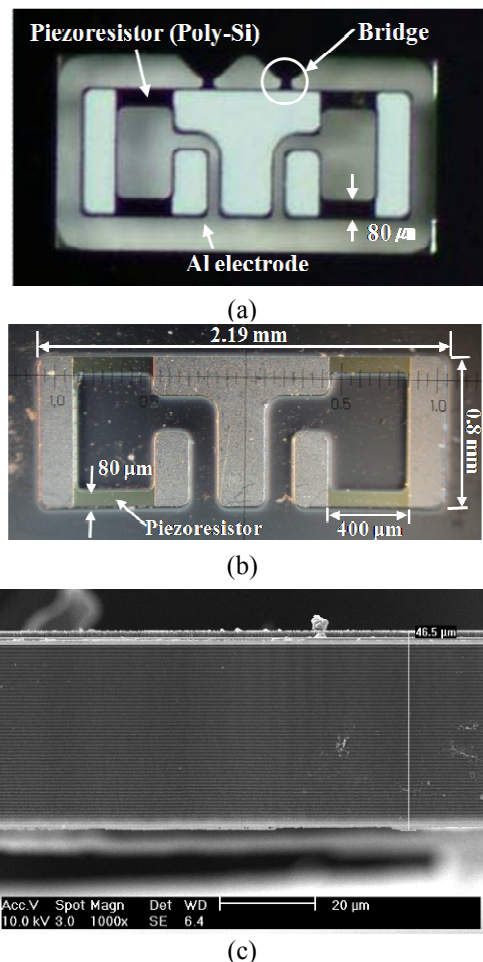 Piezoresistor (Poly-Si)
Bridge
80 µm
Al electrode
(a)
2.19 mm
1,0
0,5
0.5
1.0
0.8 mm
80 µm
Piezoresistor
400 µm
(b)
46.5 µm
Acc.V Spot Magn Det WD 20 µm
10.0 kV 3.0 1000x SE 6.4
(c)